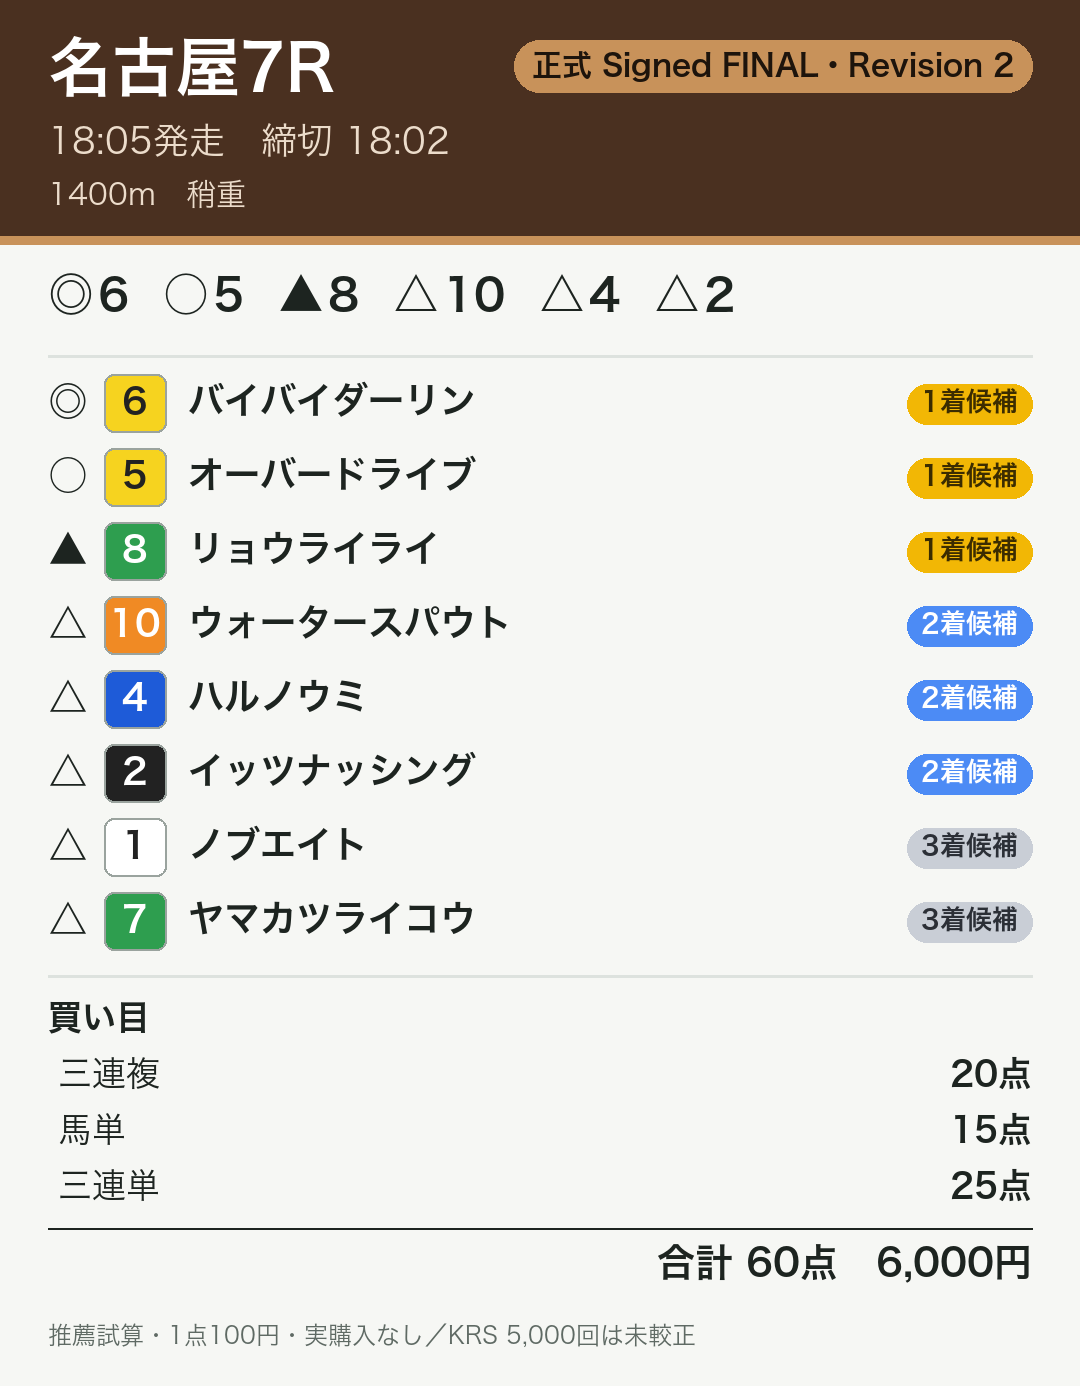 名古屋7R 正式 Signed FINAL・Revision 2
18:05発走 締切 18:02
1400m 稍重
◎6 ○5 ▲8 △10 △4 △2
◎ 6 バイバイダーリン 1着候補
○ 5 オーバードライブ 1着候補
▲ 8 リョウライライ 1着候補
△ 10 ウォータースパウト 2着候補
△ 4 ハルノウミ 2着候補
△ 2 イッツナッシング 2着候補
△ 1 ノブエイト 3着候補
△ 7 ヤマカツライコウ 3着候補
買い目
三連複 20点
馬単 15点
三連単 25点
合計 60点 6,000円
推薦試算・1点100円・実購入なし/KRS 5,000回は未較正